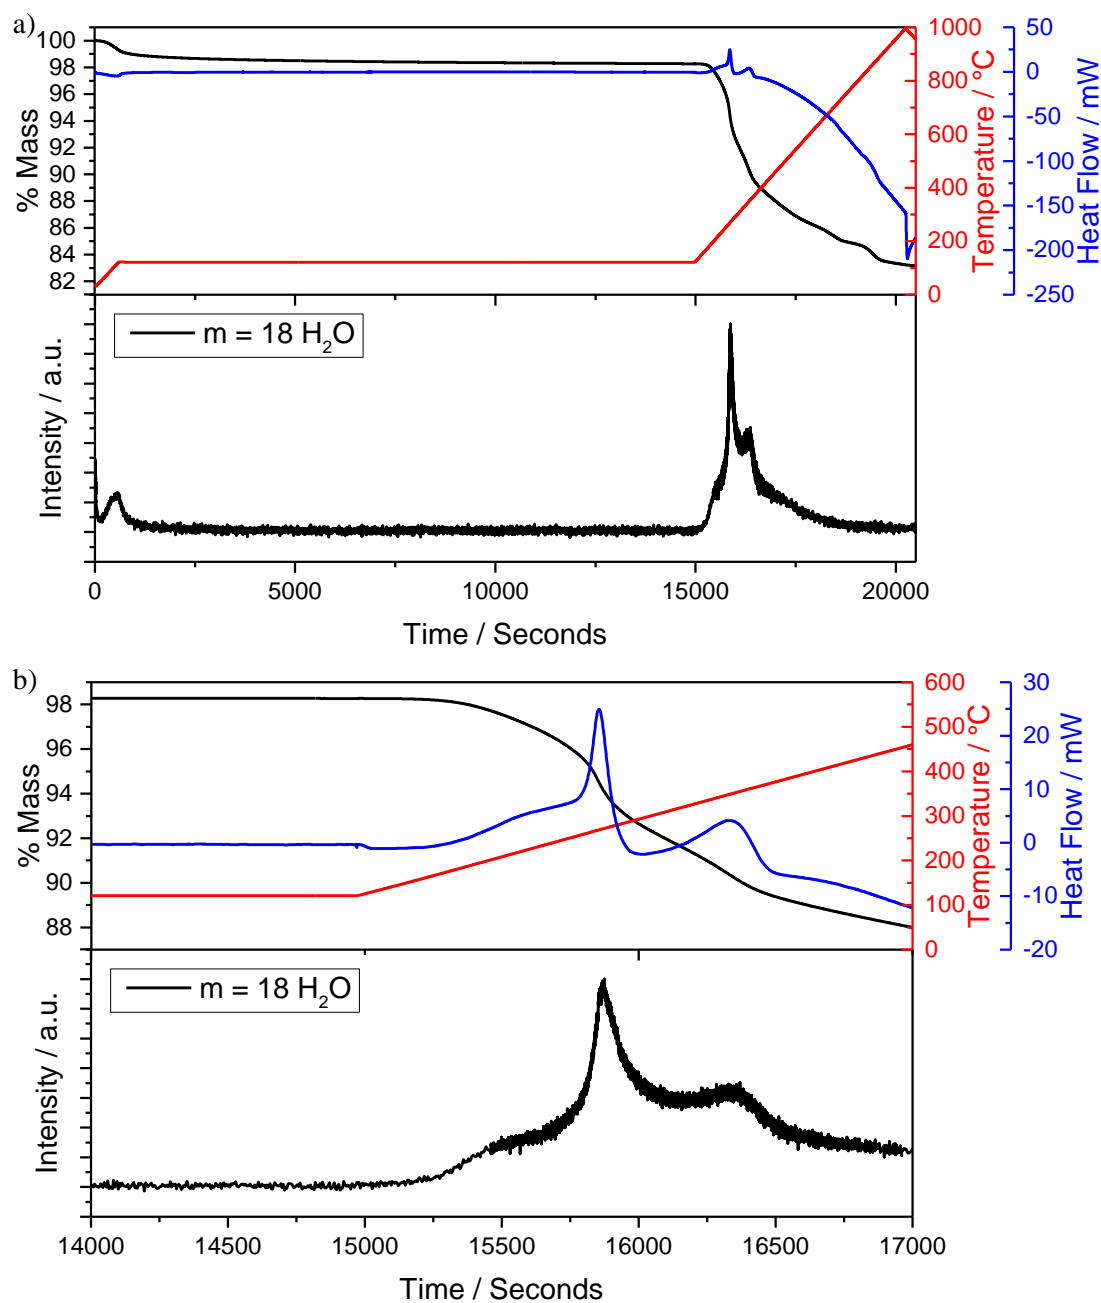 a)
100
98
96
94
92
90
88
86
84
82
% Mass
1000
800
600
400
200
0
Temperature / °C
50
0
-50
-100
-150
-200
-250
Heat Flow / mW
m = 18 H₂O
Intensity / a.u.
0 5000 10000 15000 20000
Time / Seconds
b)
98
96
94
92
90
88
% Mass
600
500
400
300
200
100
0
Temperature / °C
30
20
10
0
-10
-20
Heat Flow / mW
m = 18 H₂O
Intensity / a.u.
14000 14500 15000 15500 16000 16500 17000
Time / Seconds